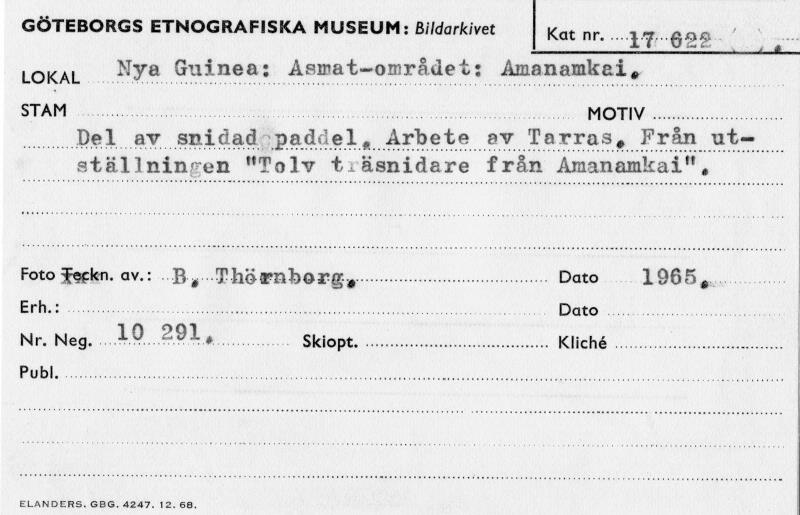 GÖTEBORGS ETNOGRAFISKA MUSEUM: Bildarkivet
Kat nr. 17 622 ( ).
LOKAL Nya Guinea: Asmat-området: Amanamkai.
STAM MOTIV
Del av snidad paddel. Arbete av Tarras. Från ut-
ställningen "Tolv träsnidare från Amanamkai".
Foto Teckn. av.: B. Thörnborg. Dato 1965.
Erh.: Dato
Nr. Neg. 10 291. Skiopt. Kliché
Publ.
ELANDERS. GBG. 4247. 12. 68.